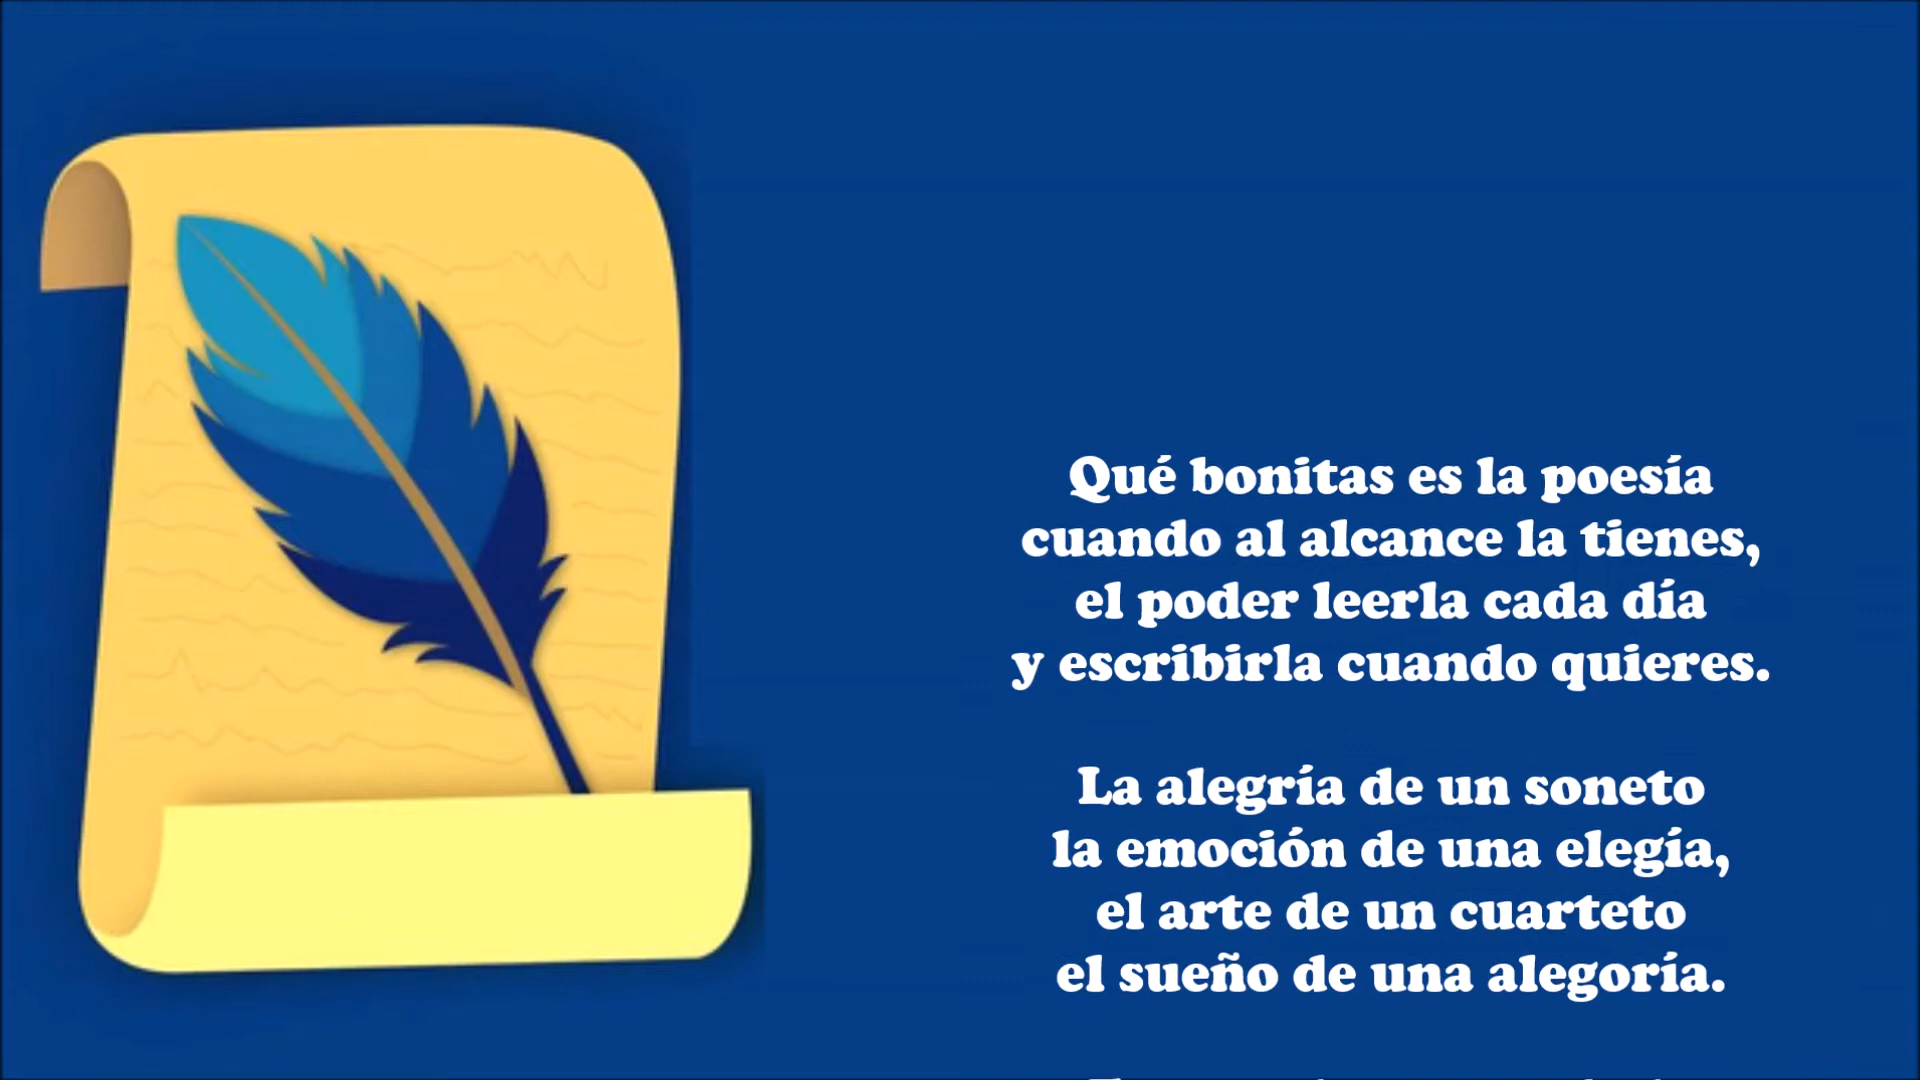 Qué bonitas es la poesía
cuando al alcance la tienes,
el poder leerla cada día
y escribirla cuando quieres.
La alegría de un soneto
la emoción de una elegía,
el arte de un cuarteto
el sueño de una alegoría.